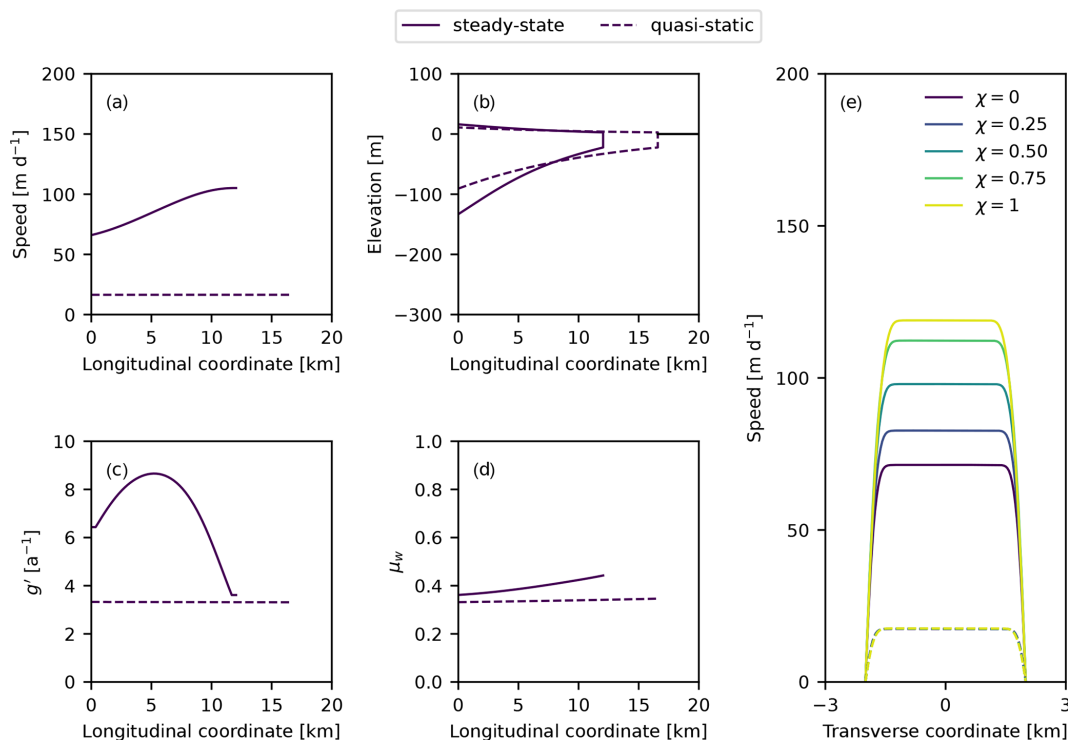 steady-state quasi-static
(a)
200
150
100
50
0
Speed [m d⁻¹]
0 5 10 15 20
Longitudinal coordinate [km]
(b)
100
0
−100
−200
−300
Elevation [m]
0 5 10 15 20
Longitudinal coordinate [km]
(c)
10
8
6
4
2
0
g′ [a⁻¹]
0 5 10 15 20
Longitudinal coordinate [km]
(d)
1.0
0.8
0.6
0.4
0.2
0.0
μ_w
0 5 10 15 20
Longitudinal coordinate [km]
(e)
χ = 0
χ = 0.25
χ = 0.50
χ = 0.75
χ = 1
200
150
100
50
0
Speed [m d⁻¹]
−3 0 3
Transverse coordinate [km]